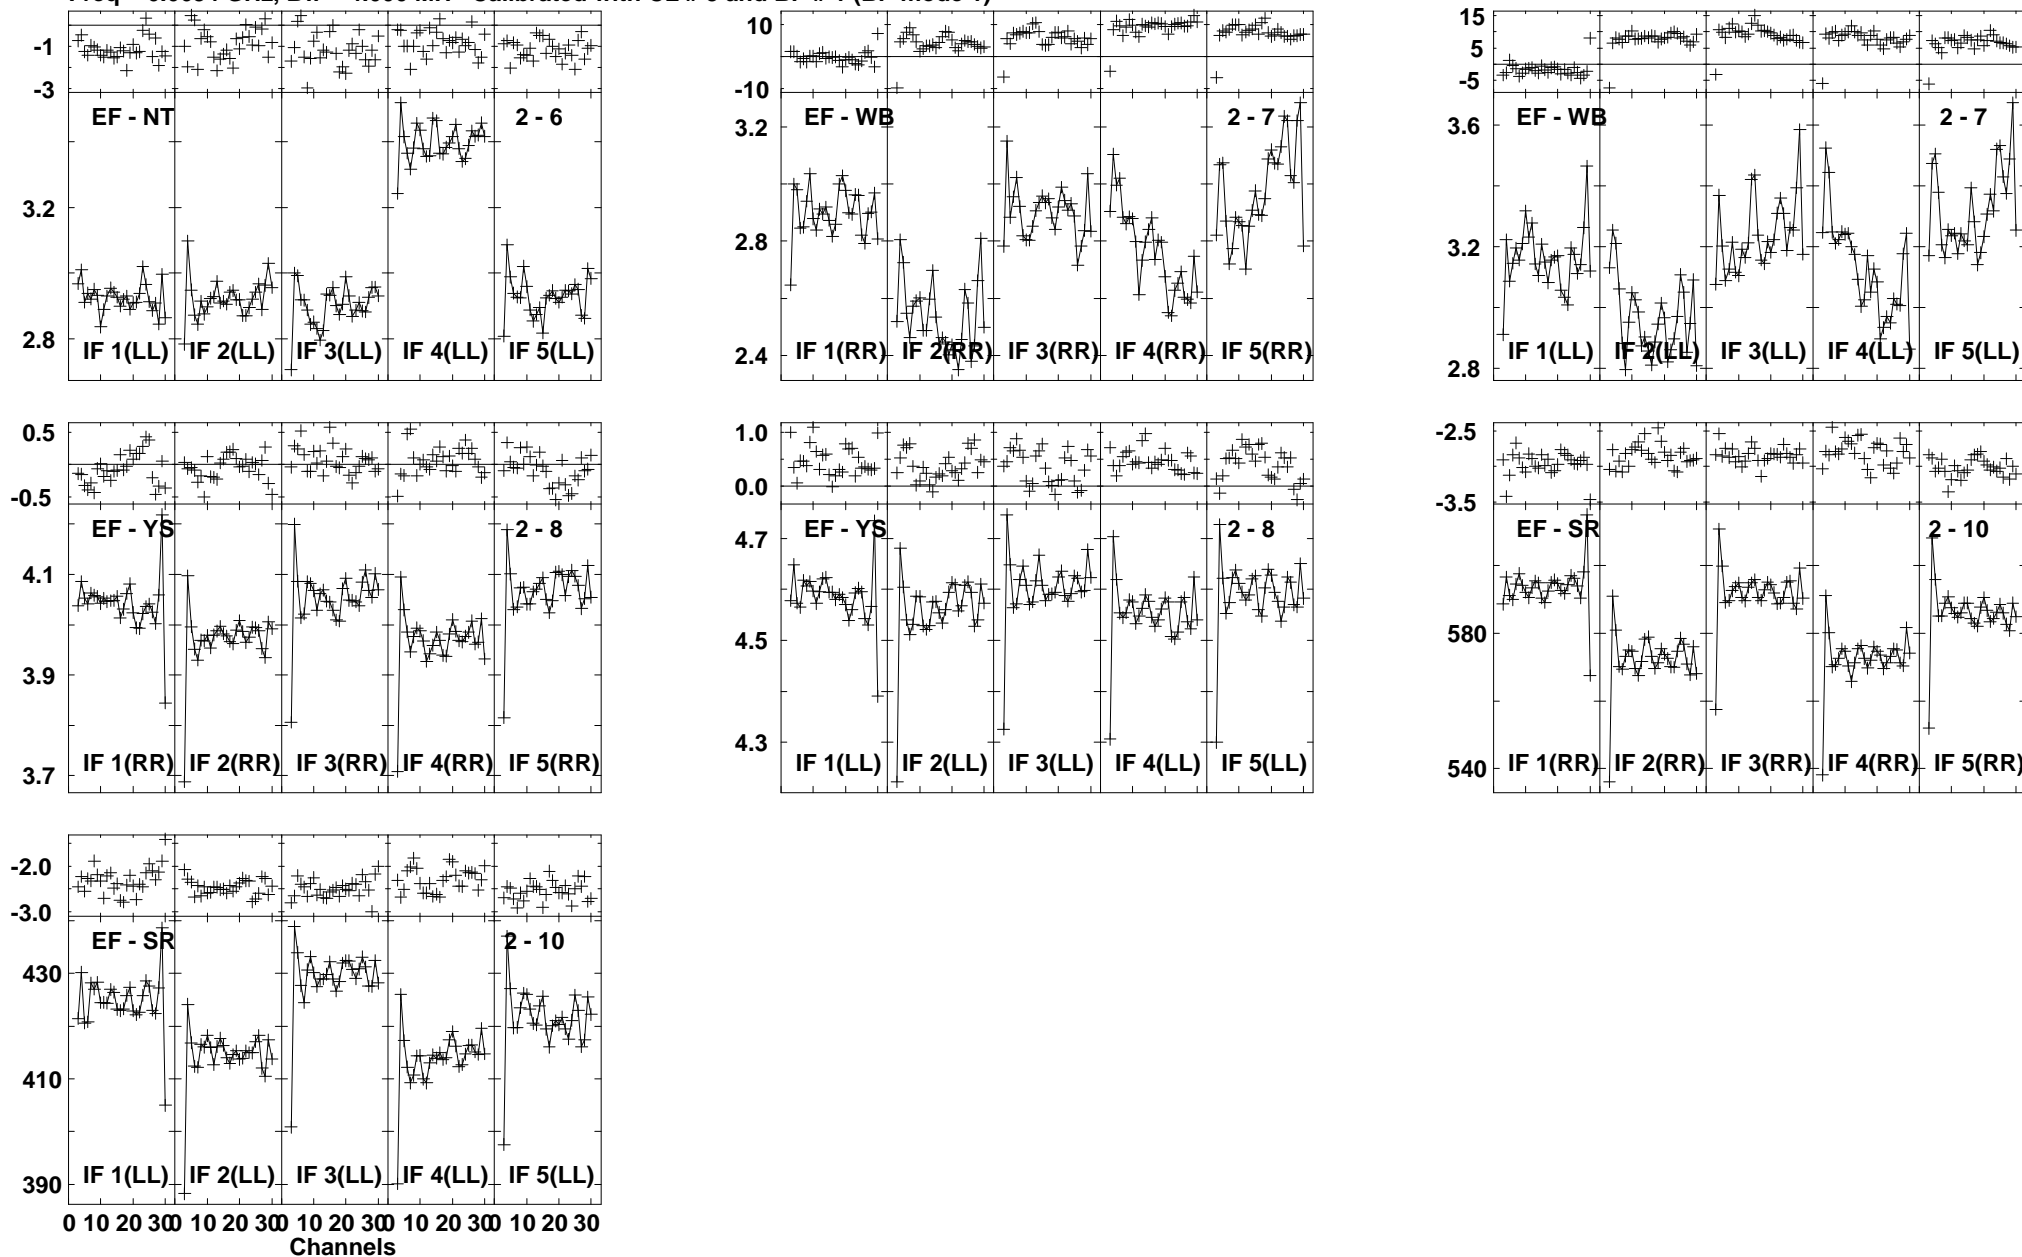 -1
-3
EF - NT
2 - 6
3.2
2.8
IF 1(LL) IF 2(LL) IF 3(LL) IF 4(LL) IF 5(LL)
10
-10
EF - WB
2 - 7
3.2
2.8
2.4
IF 1(RR) IF 2(RR) IF 3(RR) IF 4(RR) IF 5(RR)
15
5
-5
EF - WB
2 - 7
3.6
3.2
2.8
IF 1(LL) IF 2(LL) IF 3(LL) IF 4(LL) IF 5(LL)
0.5
-0.5
EF - YS
2 - 8
4.1
3.9
3.7
IF 1(RR) IF 2(RR) IF 3(RR) IF 4(RR) IF 5(RR)
1.0
0.0
EF - YS
2 - 8
4.7
4.5
4.3
IF 1(LL) IF 2(LL) IF 3(LL) IF 4(LL) IF 5(LL)
-2.5
-3.5
EF - SR
2 - 10
580
540
IF 1(RR) IF 2(RR) IF 3(RR) IF 4(RR) IF 5(RR)
-2.0
-3.0
EF - SR
2 - 10
430
410
390
IF 1(LL) IF 2(LL) IF 3(LL) IF 4(LL) IF 5(LL)
0 10 20 30 0 10 20 30 0 10 20 30 0 10 20 30 0 10 20 30
Channels